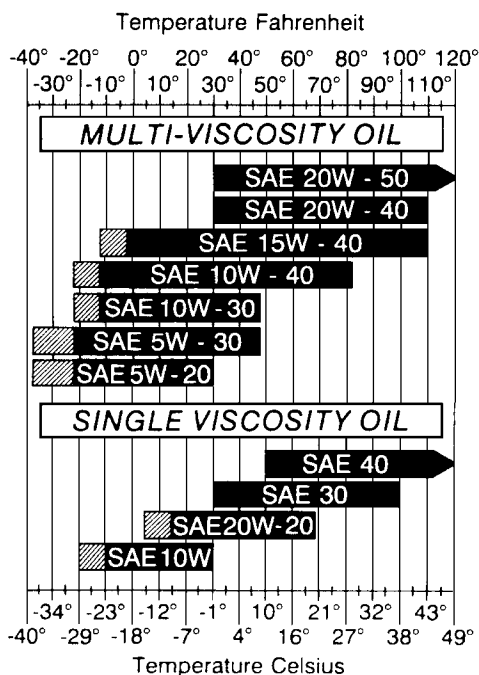 Temperature Fahrenheit
-40° -20° 0° 20° 40° 60° 80° 100° 120°
-30° -10° 10° 30° 50° 70° 90° 110°
MULTI-VISCOSITY OIL
SAE 20W - 50
SAE 20W - 40
SAE 15W - 40
SAE 10W - 40
SAE 10W - 30
SAE 5W - 30
SAE 5W - 20
SINGLE VISCOSITY OIL
SAE 40
SAE 30
SAE 20W-20
SAE 10W
-34° -23° -12° -1° 10° 21° 32° 43°
-40° -29° -18° -7° 4° 16° 27° 38° 49°
Temperature Celsius